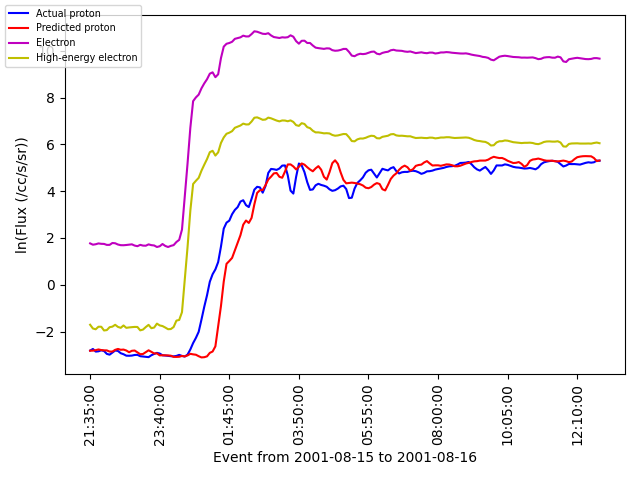 Actual proton
Predicted proton
Electron
High-energy electron
10
8
6
4
2
0
−2
ln(Flux (/cc/s/sr))
21:35:00
23:40:00
01:45:00
03:50:00
05:55:00
08:00:00
10:05:00
12:10:00
Event from 2001-08-15 to 2001-08-16